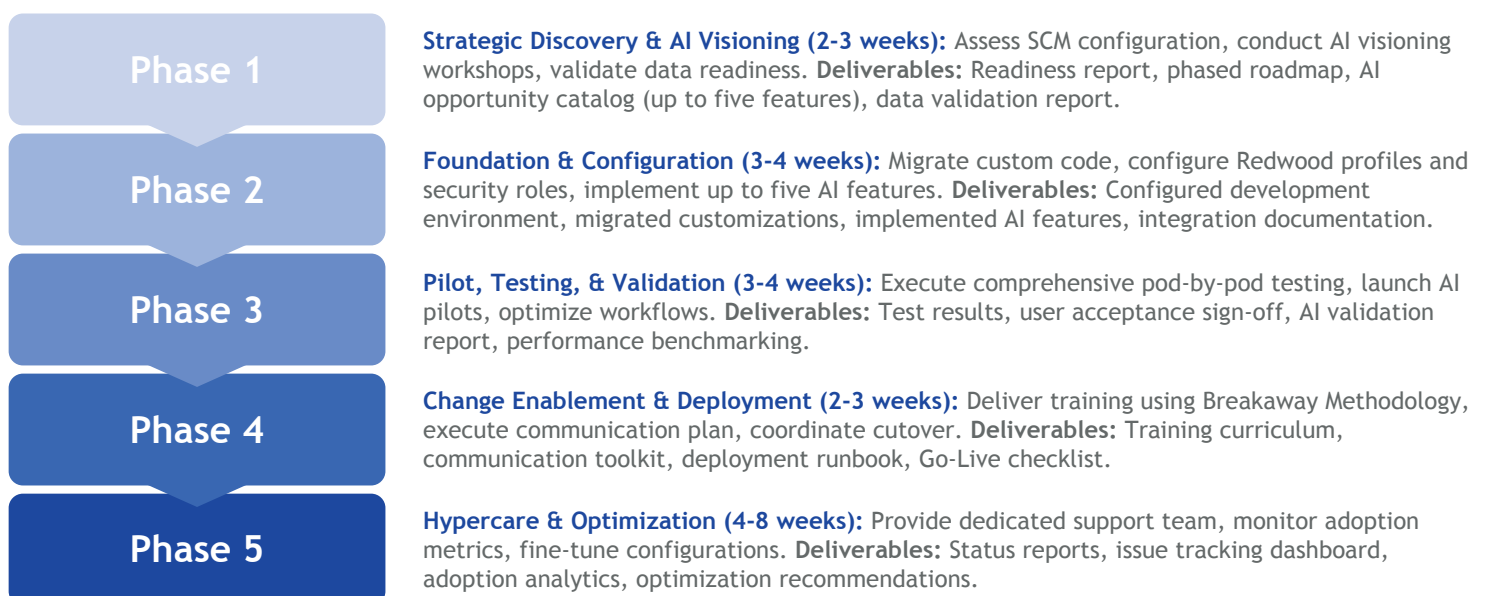 Phase 1
Strategic Discovery & AI Visioning (2-3 weeks): Assess SCM configuration, conduct AI visioning
workshops, validate data readiness. Deliverables: Readiness report, phased roadmap, AI
opportunity catalog (up to five features), data validation report.
Phase 2
Foundation & Configuration (3-4 weeks): Migrate custom code, configure Redwood profiles and
security roles, implement up to five AI features. Deliverables: Configured development
environment, migrated customizations, implemented AI features, integration documentation.
Phase 3
Pilot, Testing, & Validation (3-4 weeks): Execute comprehensive pod-by-pod testing, launch AI
pilots, optimize workflows. Deliverables: Test results, user acceptance sign-off, AI validation
report, performance benchmarking.
Phase 4
Change Enablement & Deployment (2-3 weeks): Deliver training using Breakaway Methodology,
execute communication plan, coordinate cutover. Deliverables: Training curriculum,
communication toolkit, deployment runbook, Go-Live checklist.
Phase 5
Hypercare & Optimization (4-8 weeks): Provide dedicated support team, monitor adoption
metrics, fine-tune configurations. Deliverables: Status reports, issue tracking dashboard,
adoption analytics, optimization recommendations.